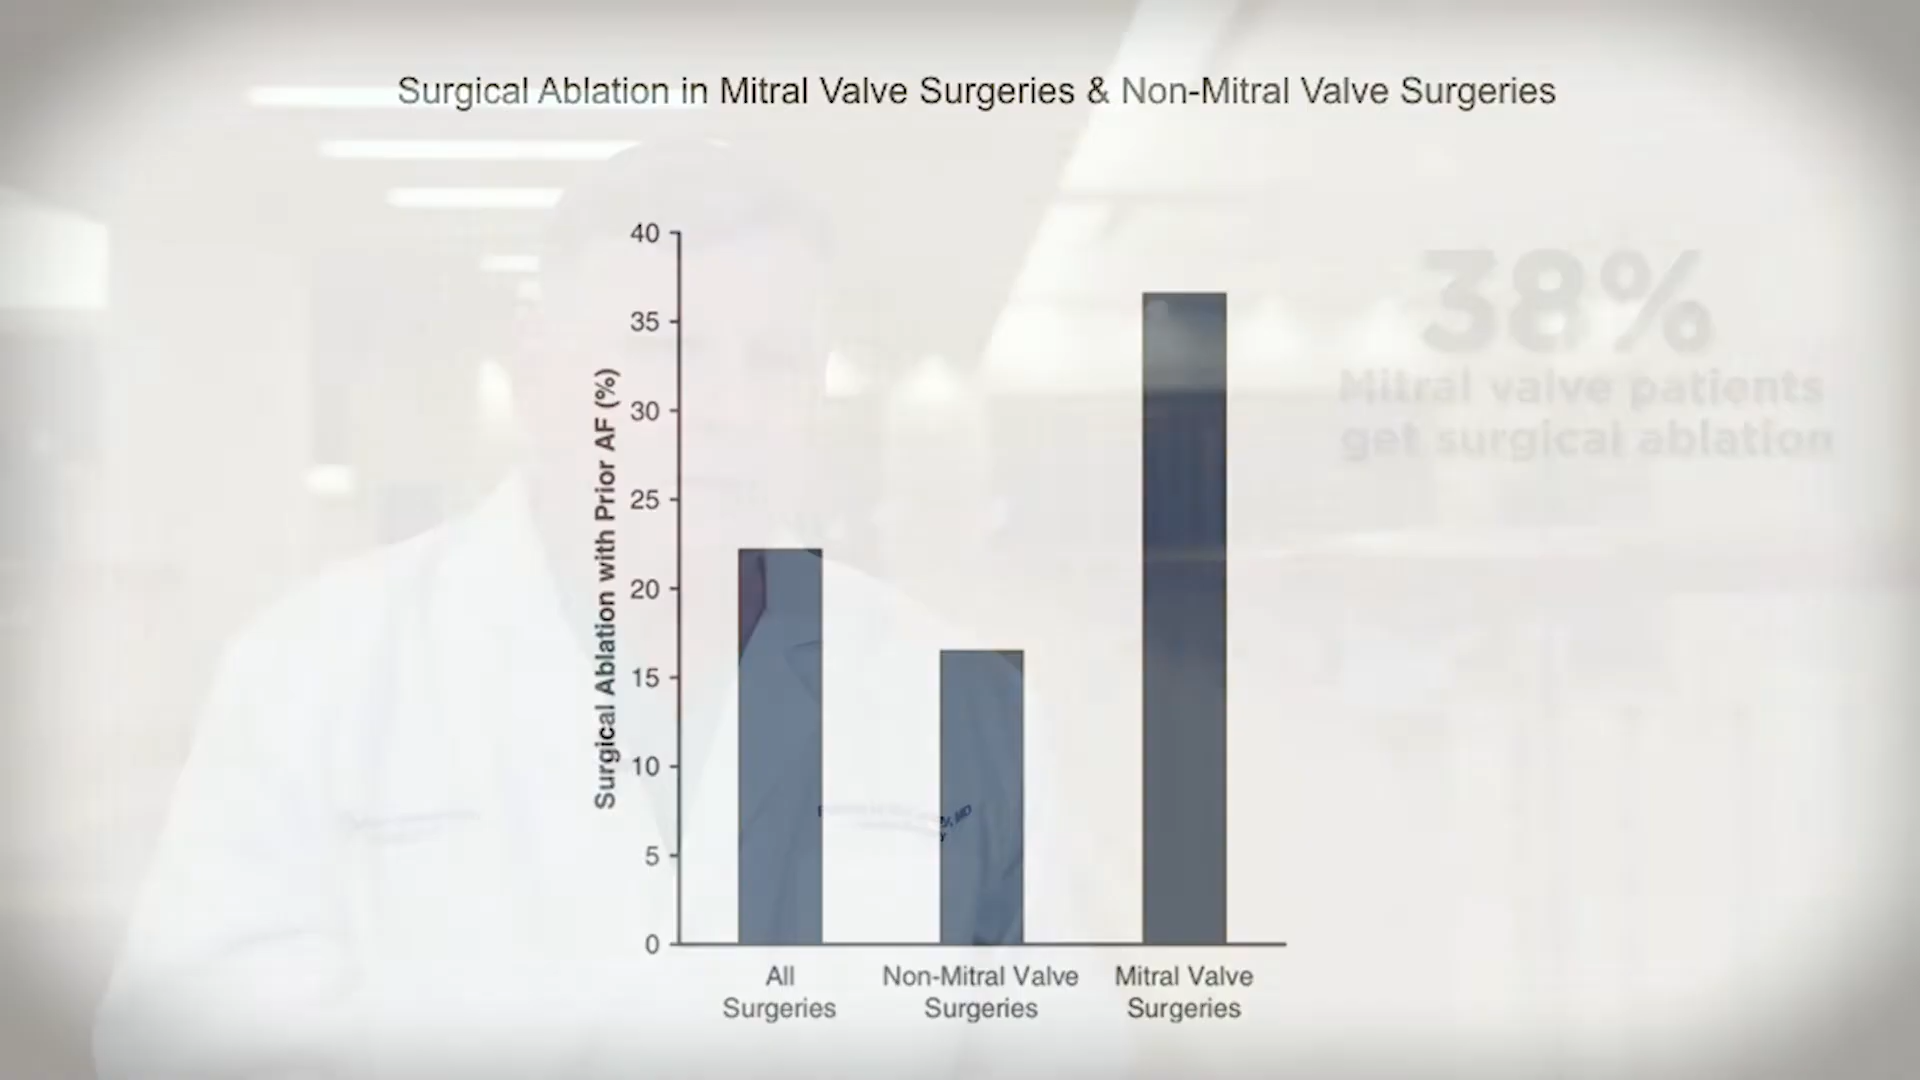 Surgical Ablation in Mitral Valve Surgeries & Non-Mitral Valve Surgeries
38%
Mitral valve patients
get surgical ablation
Surgical Ablation with Prior AF (%)
40
35
30
25
20
15
10
5
0
All
Surgeries
Non-Mitral Valve
Surgeries
Mitral Valve
Surgeries
MD